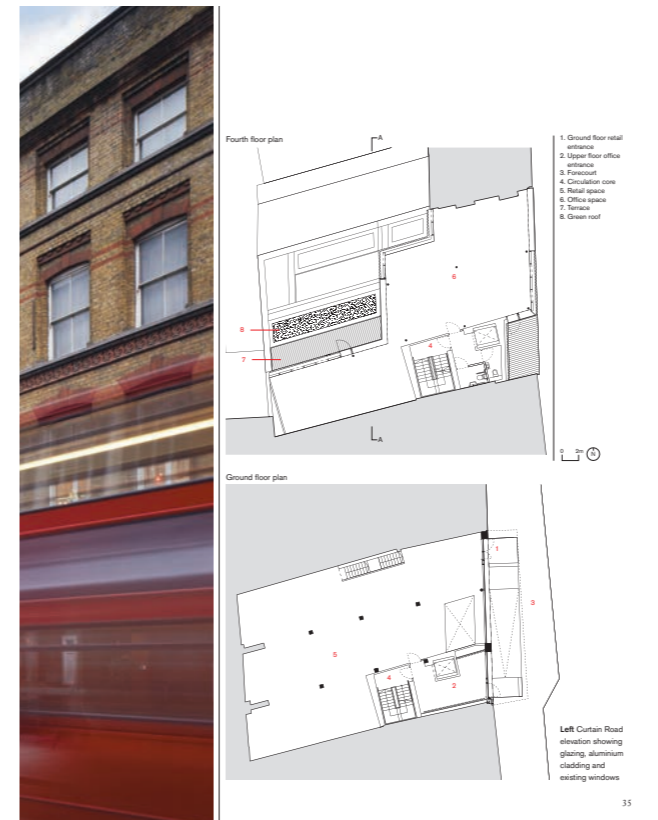 Fourth floor plan
A
1. Ground floor retail
entrance
2. Upper floor office
entrance
3. Forecourt
4. Circulation core
5. Retail space
6. Office space
7. Terrace
8. Green roof
6
8
4
7
A
0 2m N
Ground floor plan
1
3
5
4
2
Left Curtain Road
elevation showing
glazing, aluminium
cladding and
existing windows
35